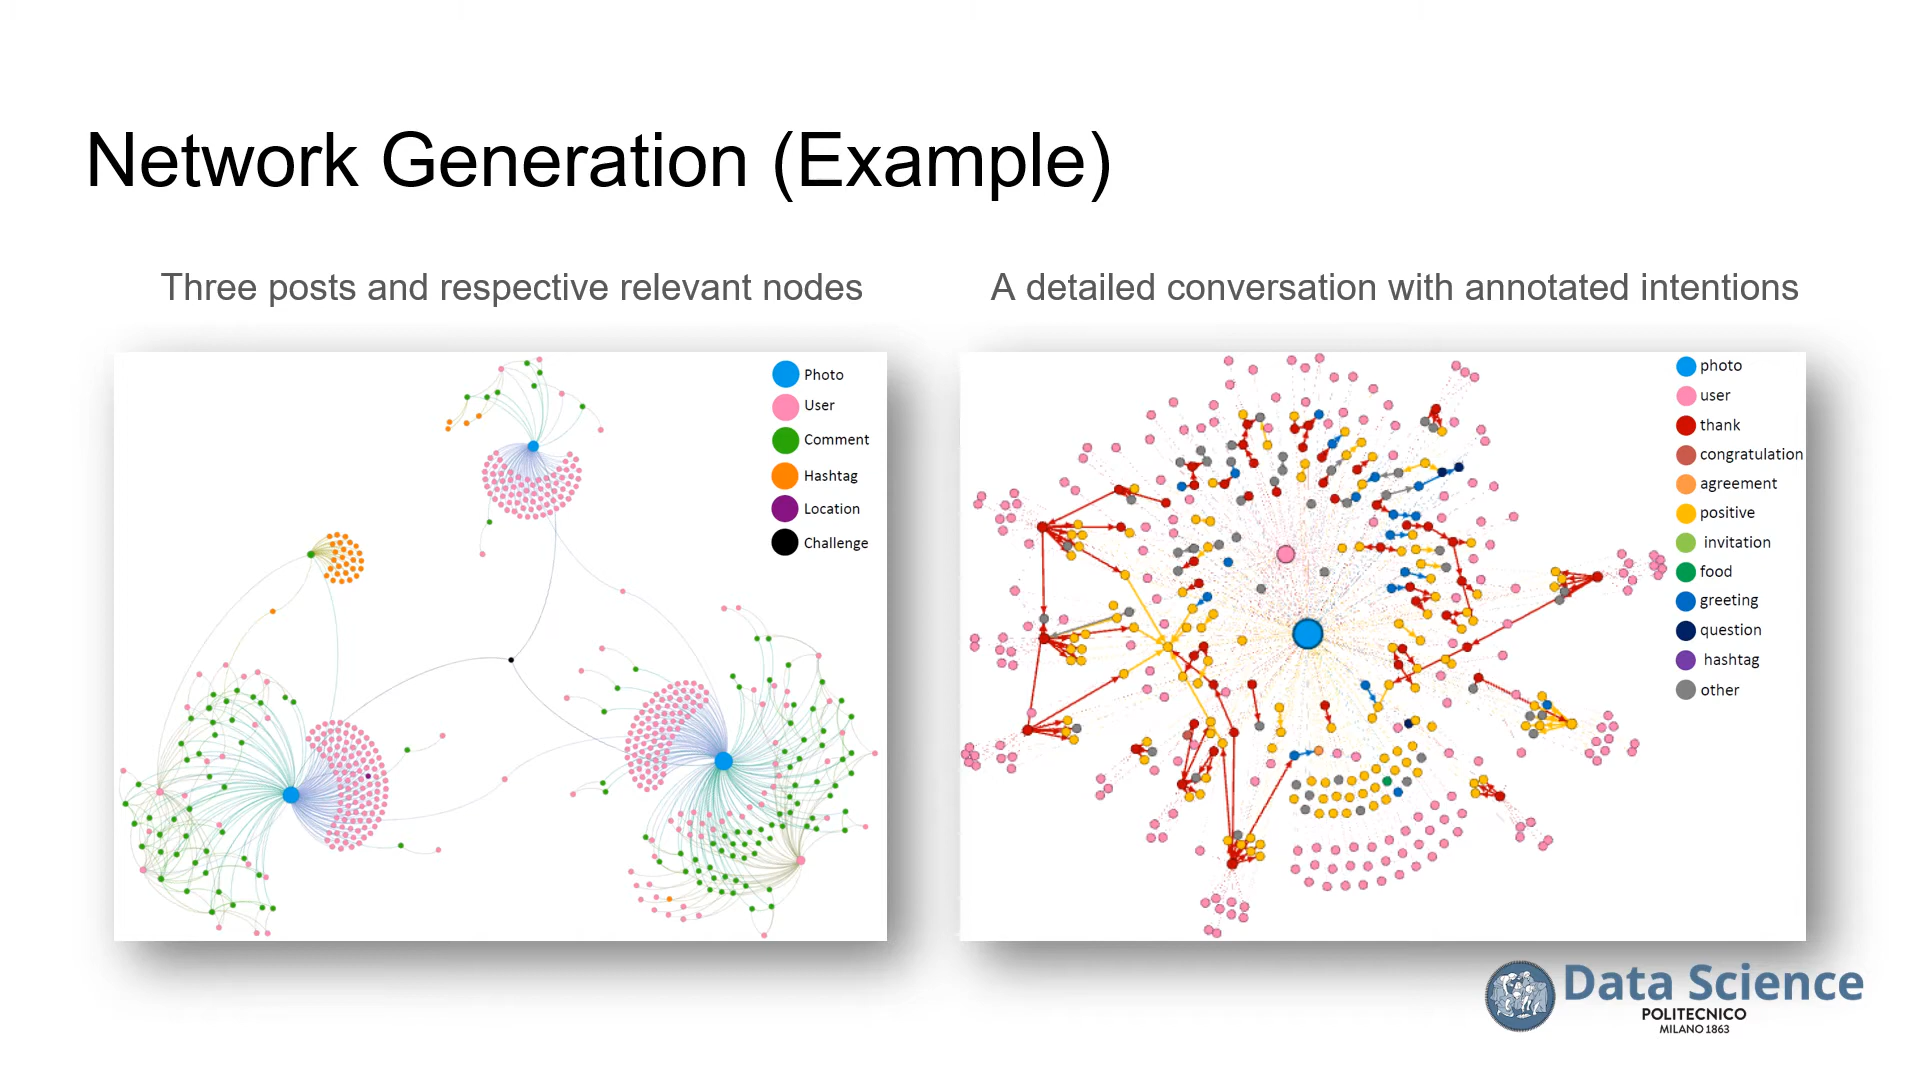 Network Generation (Example)
Three posts and respective relevant nodes
Photo
User
Comment
Hashtag
Location
Challenge
A detailed conversation with annotated intentions
photo
user
thank
congratulation
agreement
positive
invitation
food
greeting
question
hashtag
other
Data Science
POLITECNICO
MILANO 1863